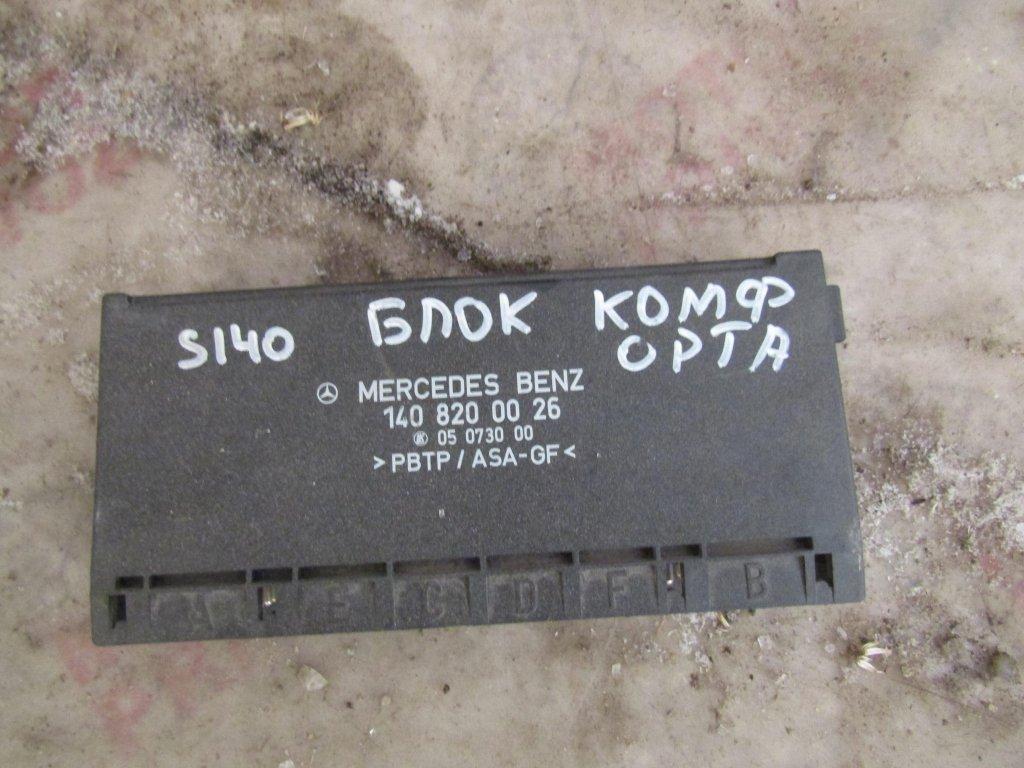 S140 БЛОК КОМФ
ОРТА
MERCEDES BENZ
140 820 00 26
05 0730 00
>PBTP/ASA-GF<
A E C D F B